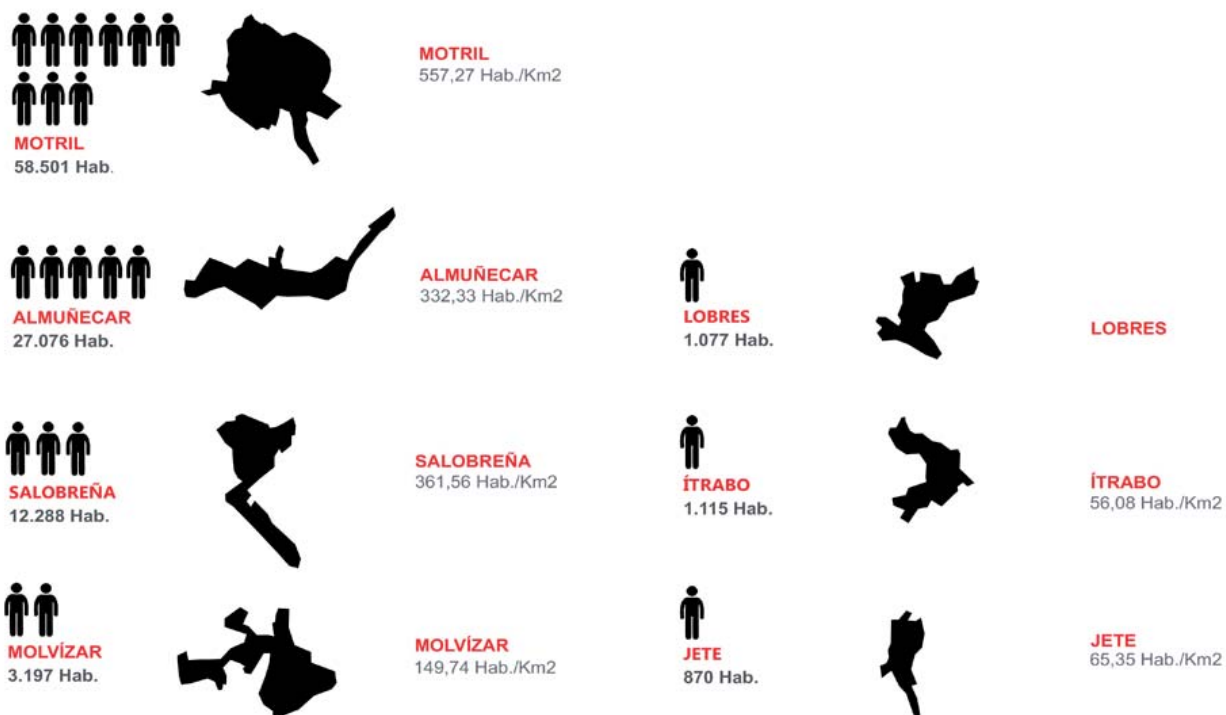 MOTRIL
58.501 Hab.
MOTRIL
557,27 Hab./Km2
ALMUÑECAR
27.076 Hab.
ALMUÑECAR
332,33 Hab./Km2
LOBRES
1.077 Hab.
LOBRES
SALOBREÑA
12.288 Hab.
SALOBREÑA
361,56 Hab./Km2
ÍTRABO
1.115 Hab.
ÍTRABO
56,08 Hab./Km2
MOLVÍZAR
3.197 Hab.
MOLVÍZAR
149,74 Hab./Km2
JETE
870 Hab.
JETE
65,35 Hab./Km2